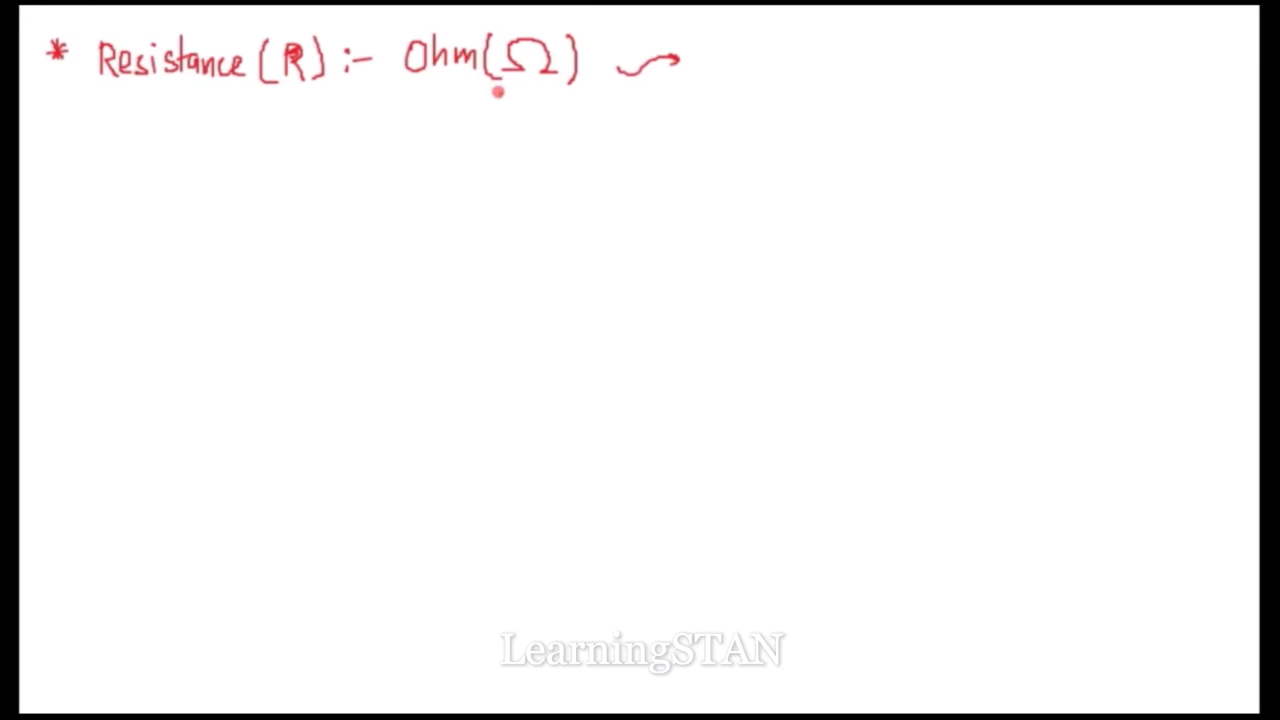 * Resistance (R) :- Ohm (Ω)
LearningSTAN